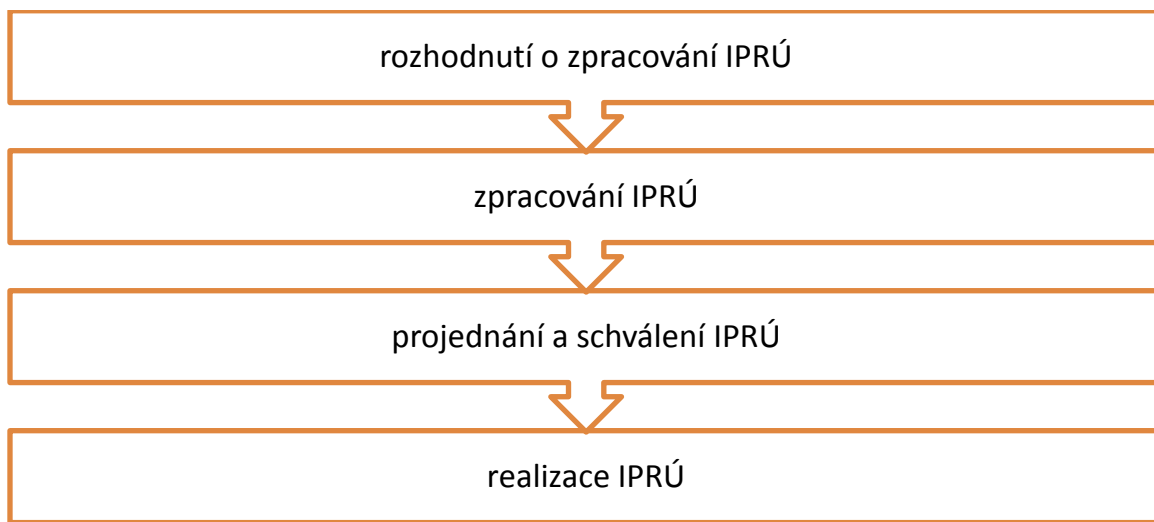 rozhodnutí o zpracování IPRÚ
zpracování IPRÚ
projednání a schválení IPRÚ
realizace IPRÚ